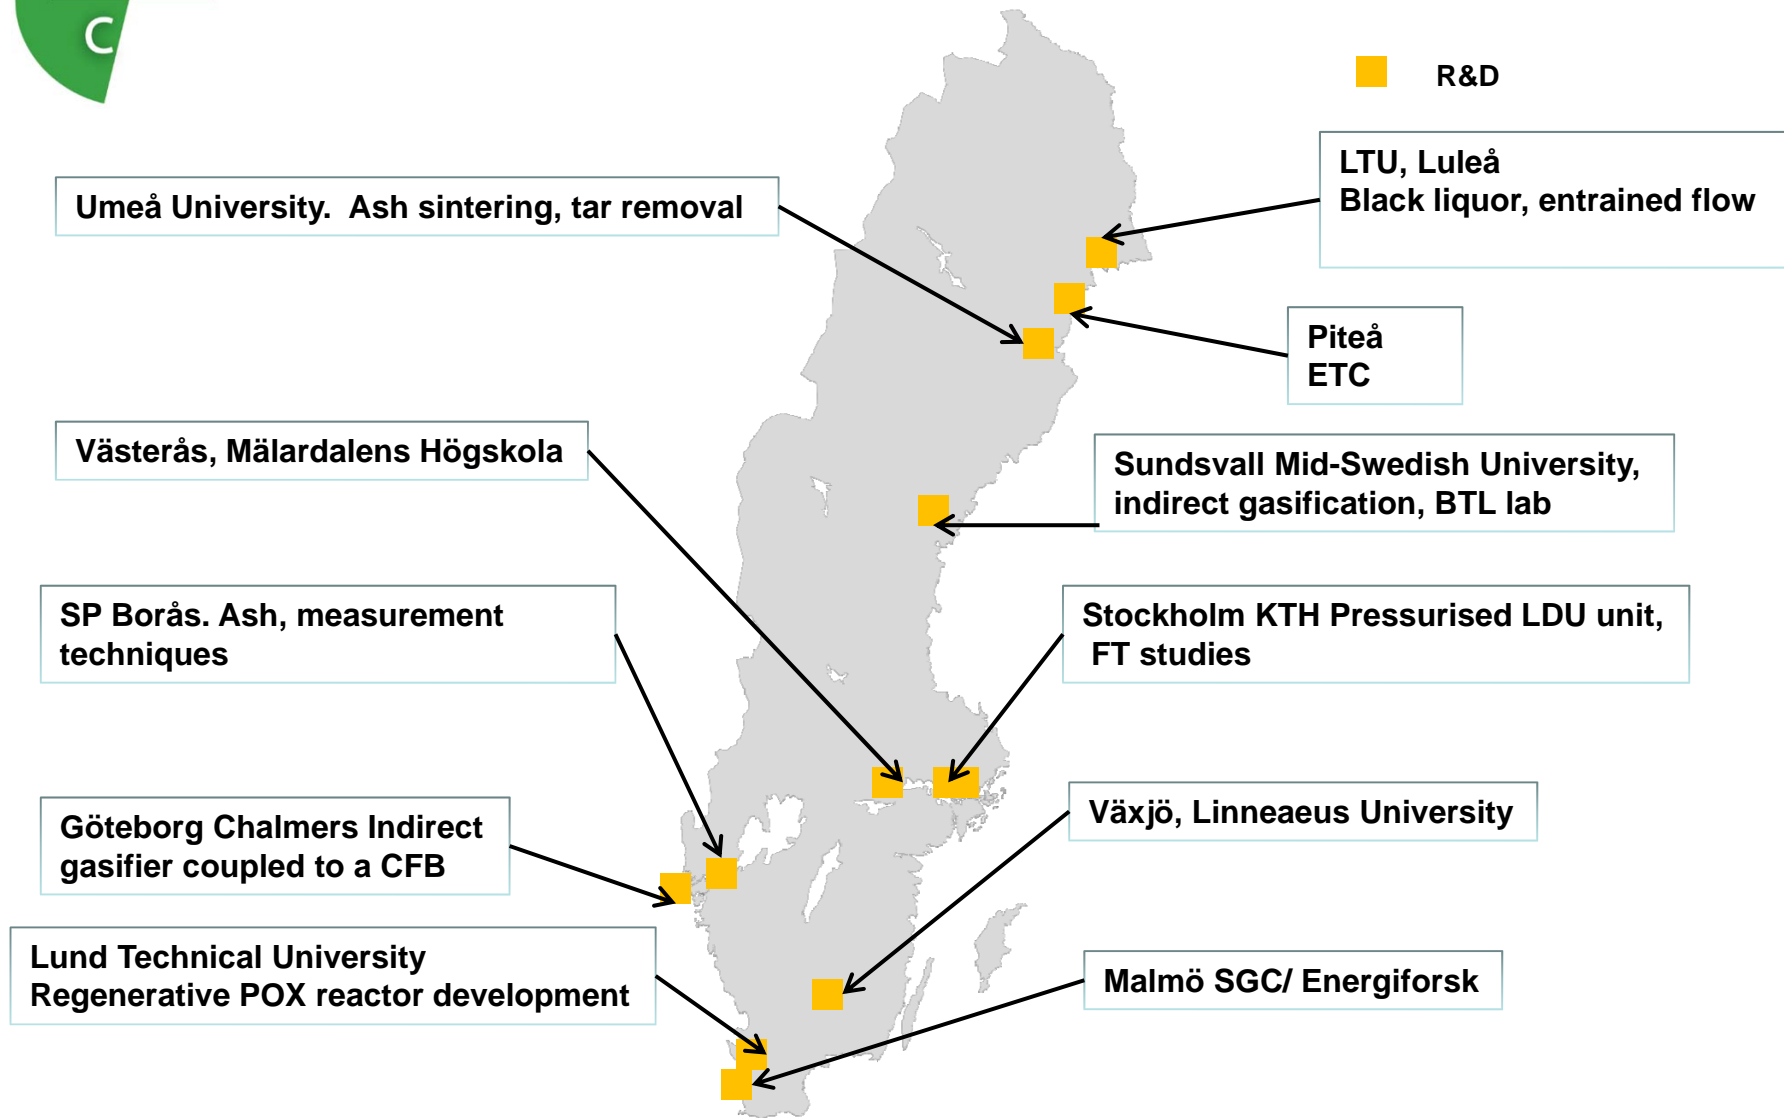 C
R&D
LTU, Luleå
Black liquor, entrained flow
Umeå University.  Ash sintering, tar removal
Piteå
ETC
Västerås, Mälardalens Högskola
Sundsvall Mid-Swedish University,
indirect gasification, BTL lab
SP Borås. Ash, measurement
techniques
Stockholm KTH Pressurised LDU unit,
FT studies
Göteborg Chalmers Indirect
gasifier coupled to a CFB
Växjö, Linneaeus University
Lund Technical University
Regenerative POX reactor development
Malmö SGC/ Energiforsk